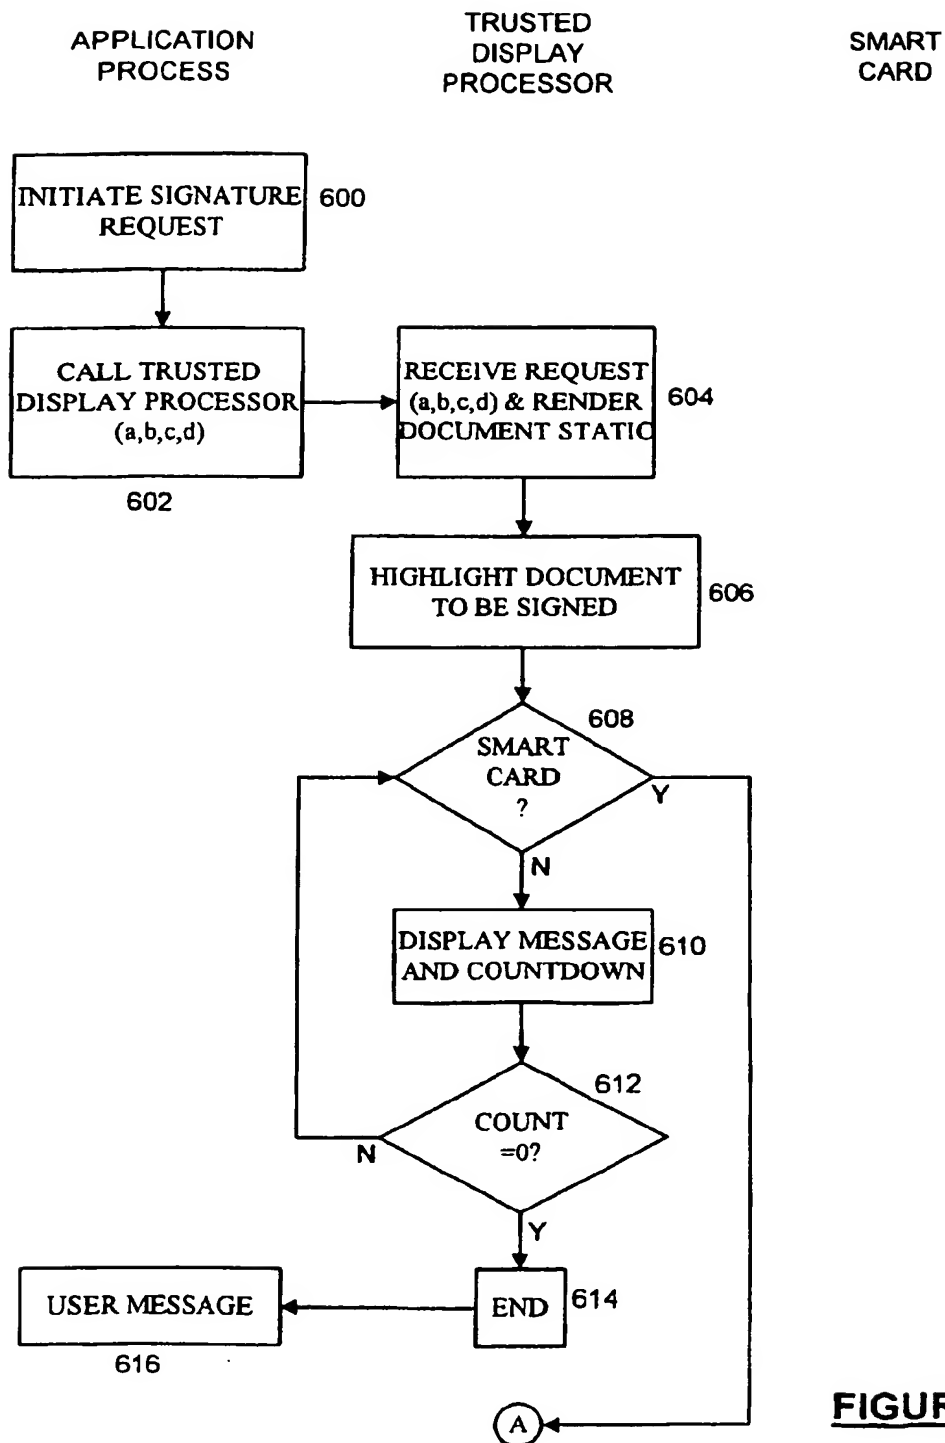 APPLICATION
PROCESS
TRUSTED
DISPLAY
PROCESSOR
SMART
CARD
INITIATE SIGNATURE
REQUEST
600
CALL TRUSTED
DISPLAY PROCESSOR
(a,b,c,d)
602
RECEIVE REQUEST
(a,b,c,d) & RENDER
DOCUMENT STATIC
604
HIGHLIGHT DOCUMENT
TO BE SIGNED
606
608
SMART
CARD
?
Y
N
DISPLAY MESSAGE
AND COUNTDOWN
610
612
COUNT
=0?
N
Y
USER MESSAGE
616
END
614
A
FIGUR